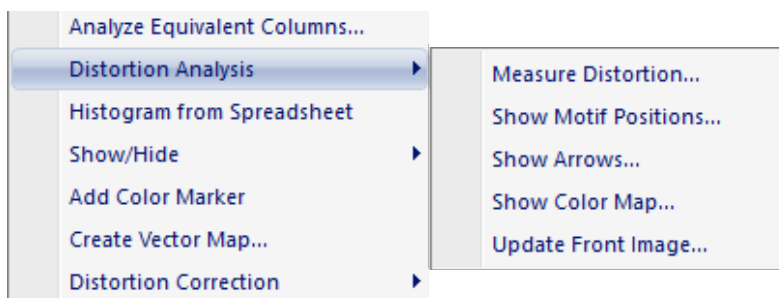 Analyze Equivalent Columns...
Distortion Analysis
Histogram from Spreadsheet
Show/Hide
Add Color Marker
Create Vector Map...
Distortion Correction
Measure Distortion...
Show Motif Positions...
Show Arrows...
Show Color Map...
Update Front Image...